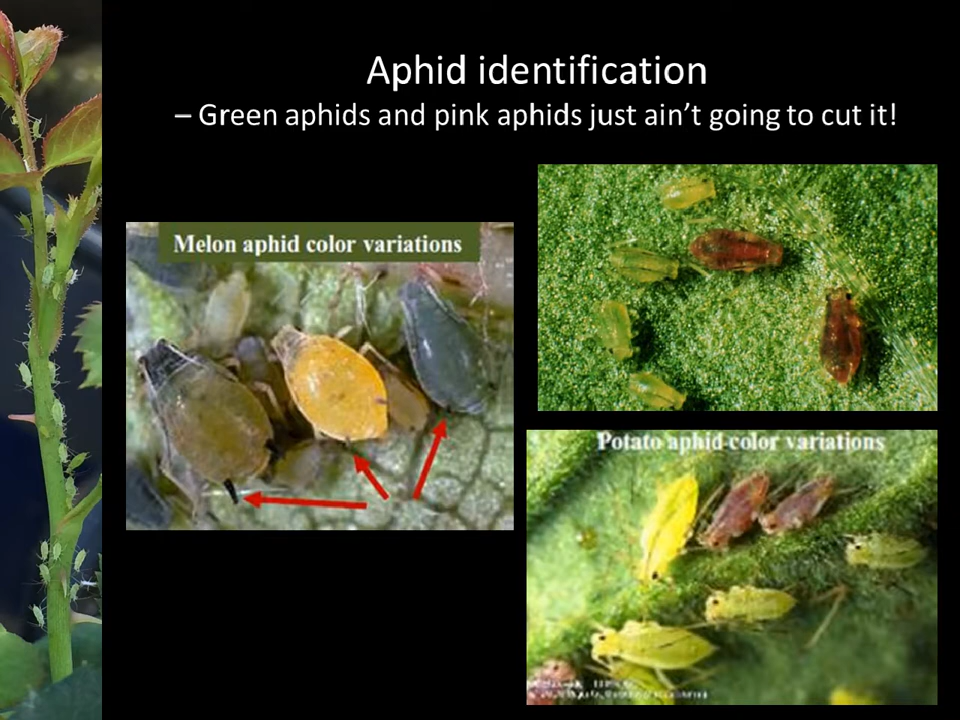 Aphid identification
– Green aphids and pink aphids just ain’t going to cut it!
Melon aphid color variations
Potato aphid color variations